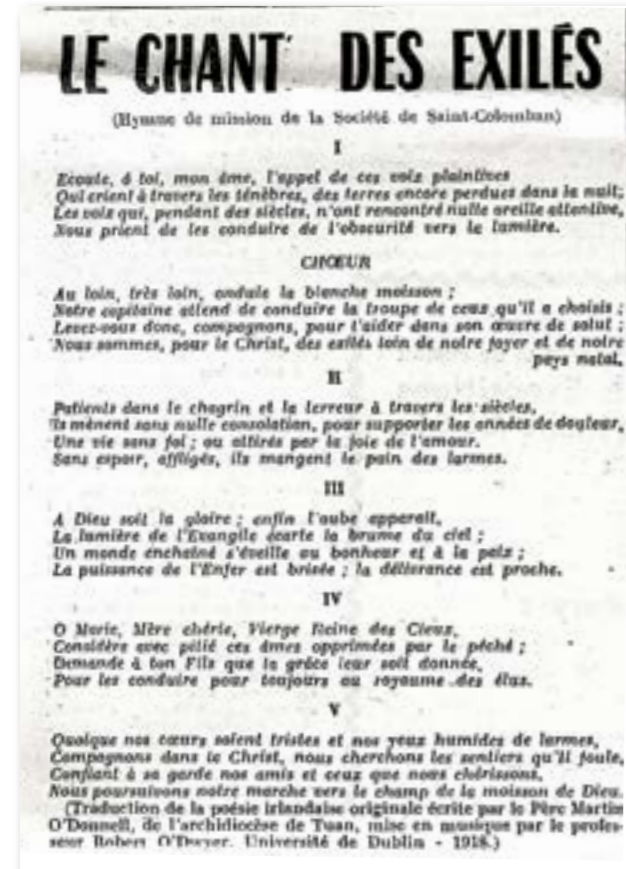 LE CHANT DES EXILÉS
(Hymne de mission de la Société de Saint-Colomban)
I
Ecoute, ô toi, mon âme, l'appel de ces voix plaintives
Qui crient à travers les ténèbres, des terres encore perdues dans la nuit;
Les voix qui, pendant des siècles, n'ont rencontré nulle oreille attentive,
Nous prient de les conduire de l'obscurité vers la lumière.
CHŒUR
Au loin, très loin, ondule la blanche moisson ;
Notre capitaine attend de conduire la troupe de ceux qu'il a choisis ;
Levez-vous donc, compagnons, pour l'aider dans son œuvre de salut ;
Nous sommes, pour le Christ, des exilés loin de notre foyer et de notre
pays natal.
II
Patients dans le chagrin et la terreur à travers les siècles,
Ils mènent sans nulle consolation, pour supporter les années de douleur,
Une vie sans foi ; ou attirés par la joie de l'amour.
Sans espoir, affligés, ils mangent le pain des larmes.
III
A Dieu soit la gloire ; enfin l'aube apparaît,
La lumière de l'Evangile écarte la brume du ciel ;
Un monde enchaîné s'éveille au bonheur et à la paix ;
La puissance de l'Enfer est brisée ; la délivrance est proche.
IV
O Marie, Mère chérie, Vierge Reine des Cieux,
Considère avec pitié ces âmes opprimées par le péché ;
Demande à ton Fils que la grâce leur soit donnée,
Pour les conduire pour toujours au royaume des élus.
V
Quoique nos cœurs soient tristes et nos yeux humides de larmes,
Compagnons dans le Christ, nous cherchons les sentiers qu'il foule,
Confiant à sa garde nos amis et ceux que nous chérissons,
Nous poursuivons notre marche vers le champ de la moisson de Dieu.
(Traduction de la poésie irlandaise originale écrite par le Père Martin
O'Donnell, de l'archidiocèse de Tuan, mise en musique par le profes-
seur Robert O'Dwyer. Université de Dublin - 1918.)